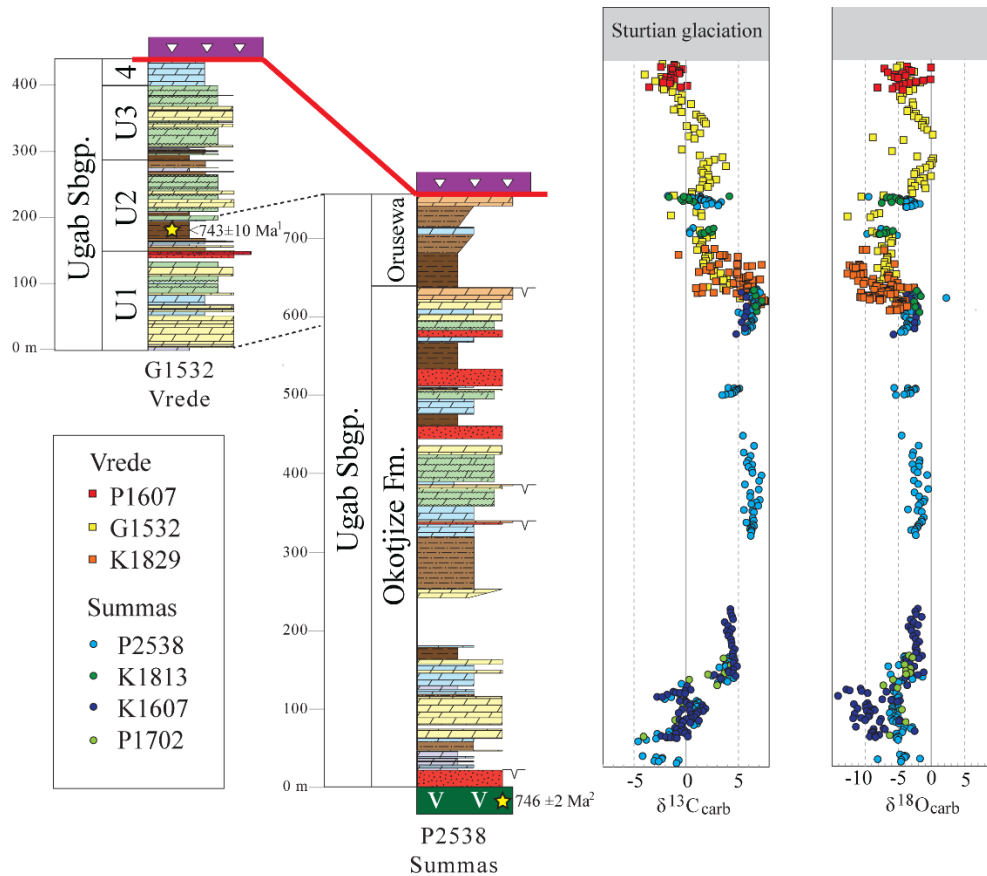 Sturtian glaciation
400
300
200
100
0 m
Ugab Sbgp.
4
U3
U2
U1
<743±10 Ma1
G1532
Vrede
700
600
500
400
300
200
100
0 m
Ugab Sbgp.
Orusewa.
Okotjize Fm.
V V
746 ±2 Ma2
P2538
Summas
Vrede
P1607
G1532
K1829
Summas
P2538
K1813
K1607
P1702
-5 0 5
δ13Ccarb
-10 -5 0
δ18Ocarb